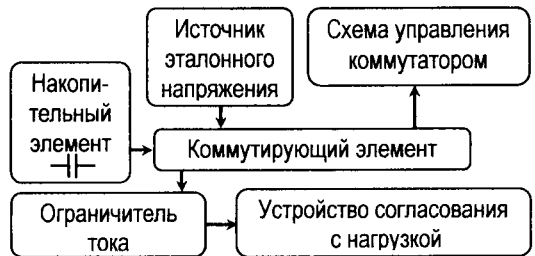 Источник
эталонного
напряжения
Схема управления
коммутатором
Накопи-
тельный
элемент
Коммутирующий элемент
Ограничитель
тока
Устройство согласования
с нагрузкой